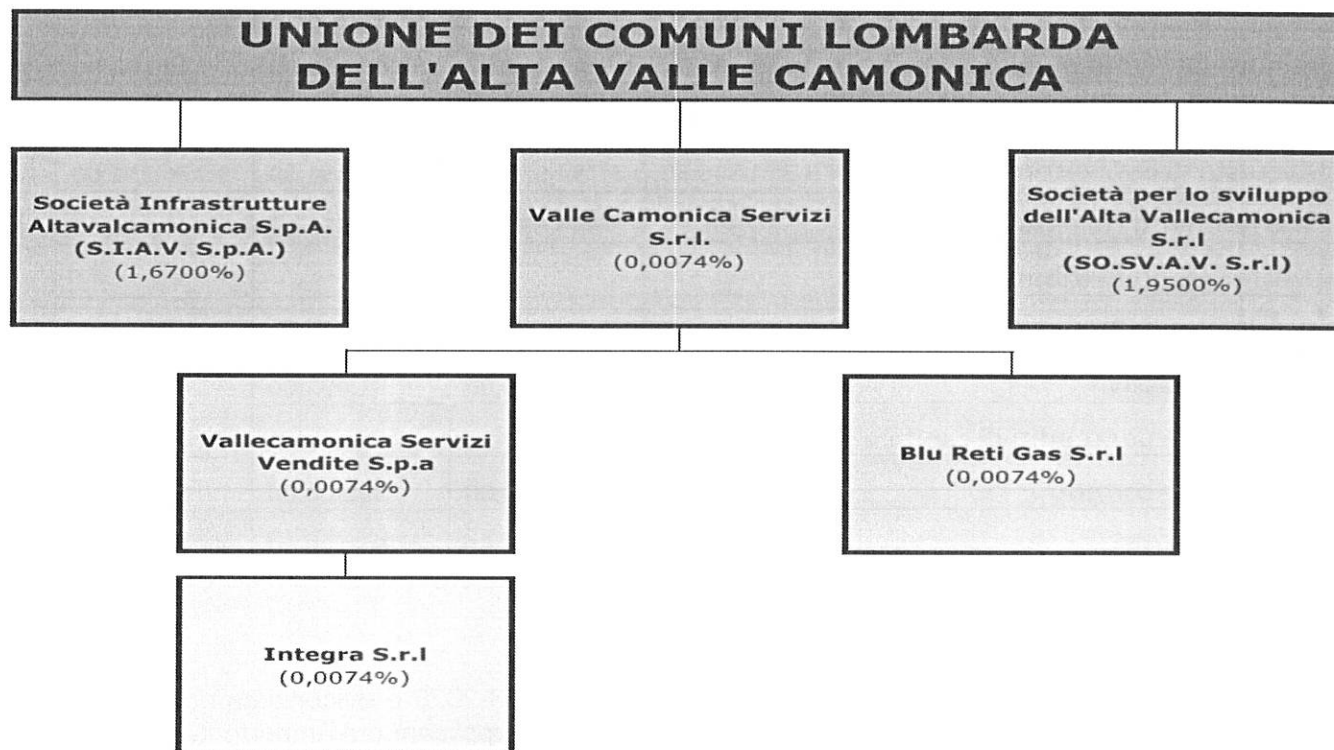 UNIONE DEI COMUNI LOMBARDA
DELL'ALTA VALLE CAMONICA
Società Infrastrutture
Altavalcamonica S.p.A.
(S.I.A.V. S.p.A.)
(1,6700%)
Valle Camonica Servizi
S.r.l.
(0,0074%)
Società per lo sviluppo
dell'Alta Vallecamonica
S.r.l
(SO.SV.A.V. S.r.l)
(1,9500%)
Vallecamonica Servizi
Vendite S.p.a
(0,0074%)
Blu Reti Gas S.r.l
(0,0074%)
Integra S.r.l
(0,0074%)